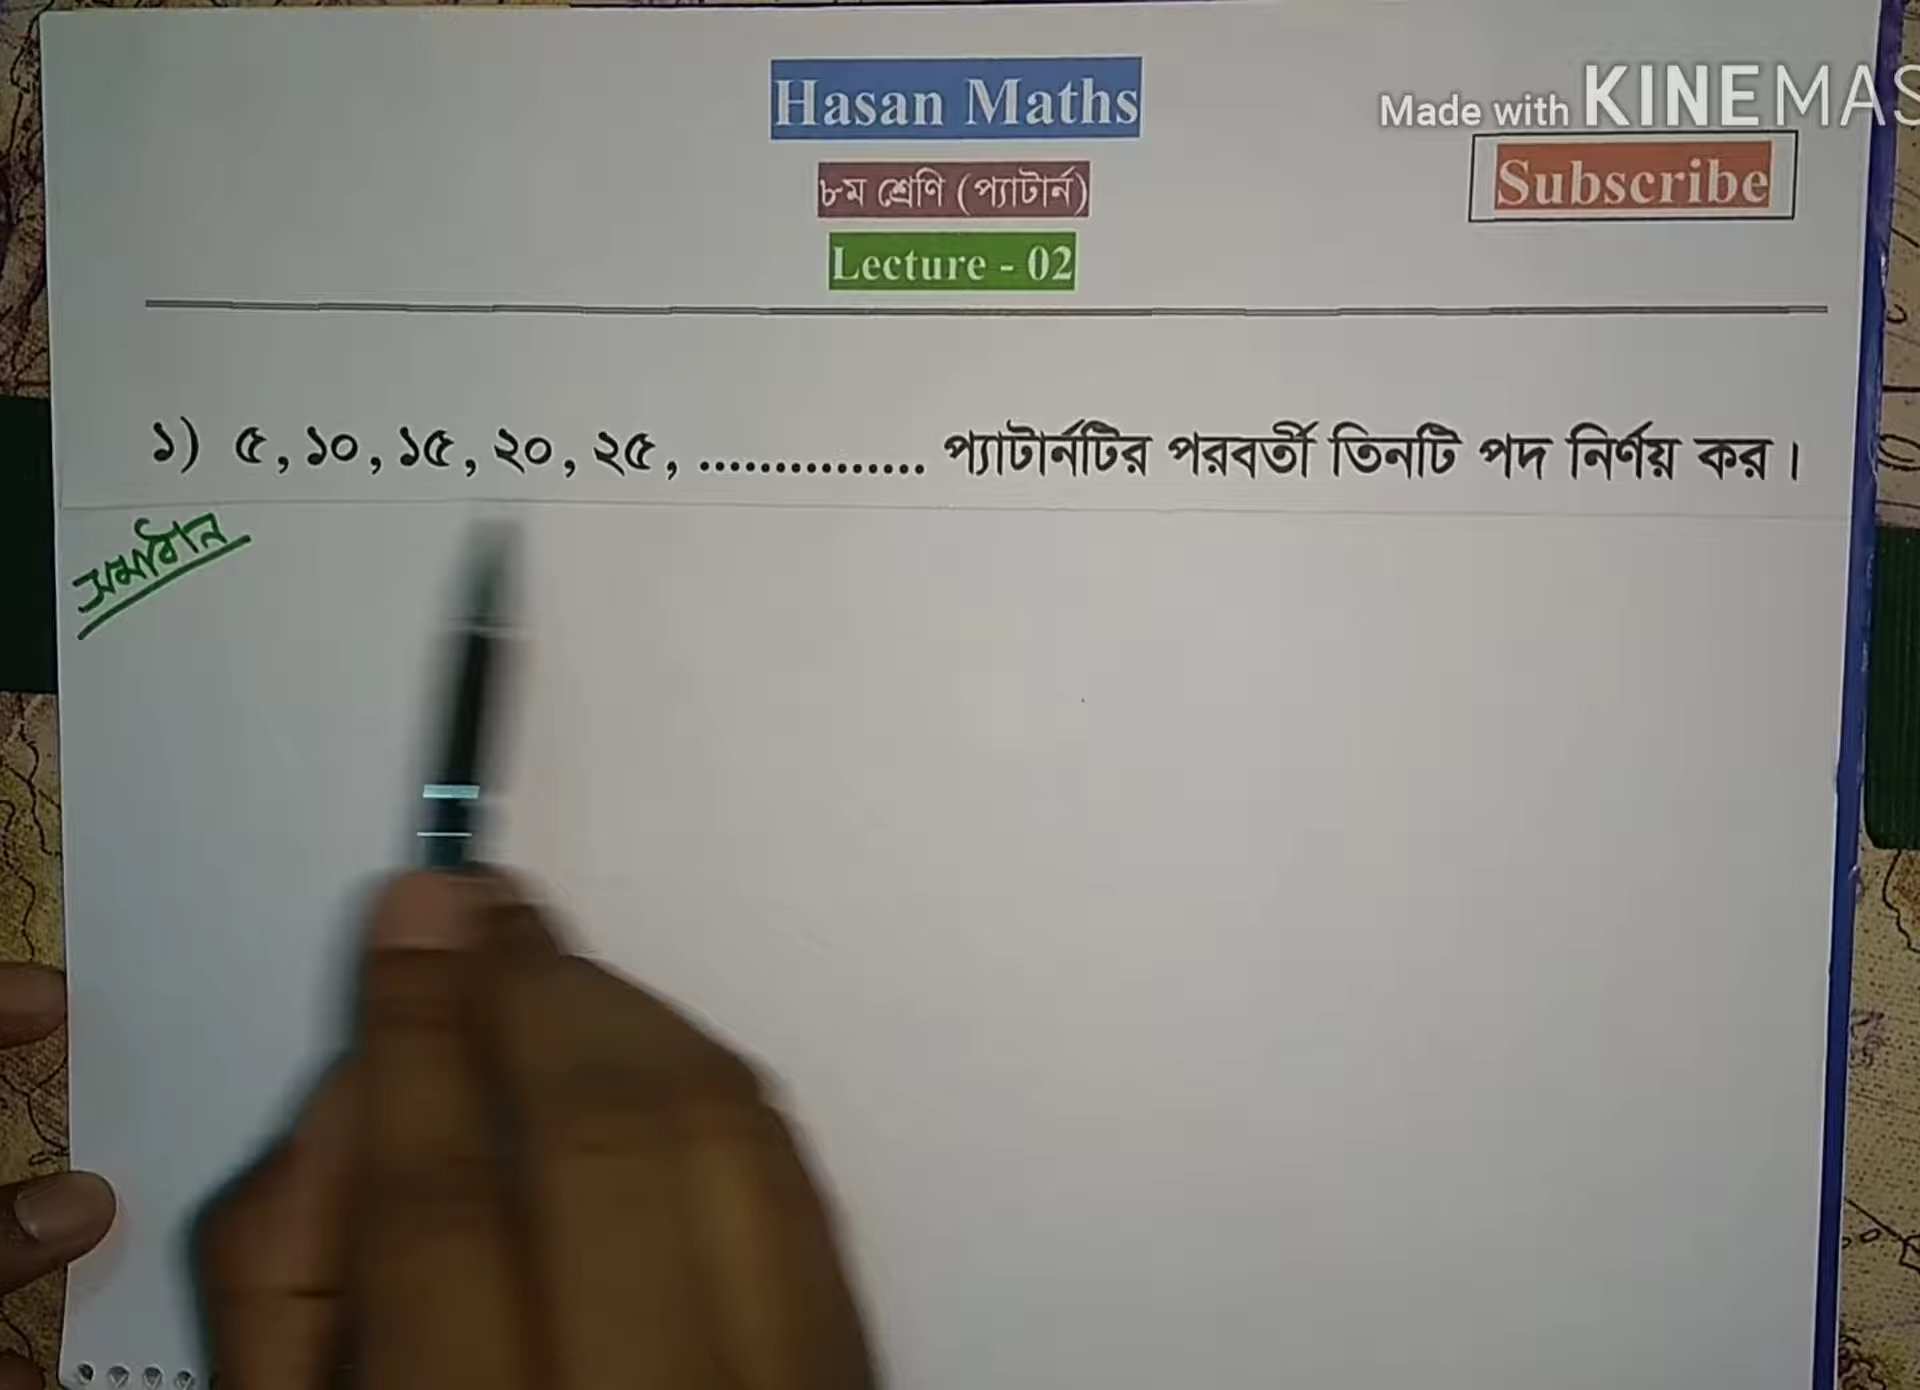 Hasan Maths
Made with KINEMAS
৮ম শ্রেণি (প্যাটার্ন)
Subscribe
Lecture - 02
১) ৫, ১০, ১৫, ২০, ২৫, ............... প্যাটার্নটির পরবর্তী তিনটি পদ নির্ণয় কর।
সমাধান